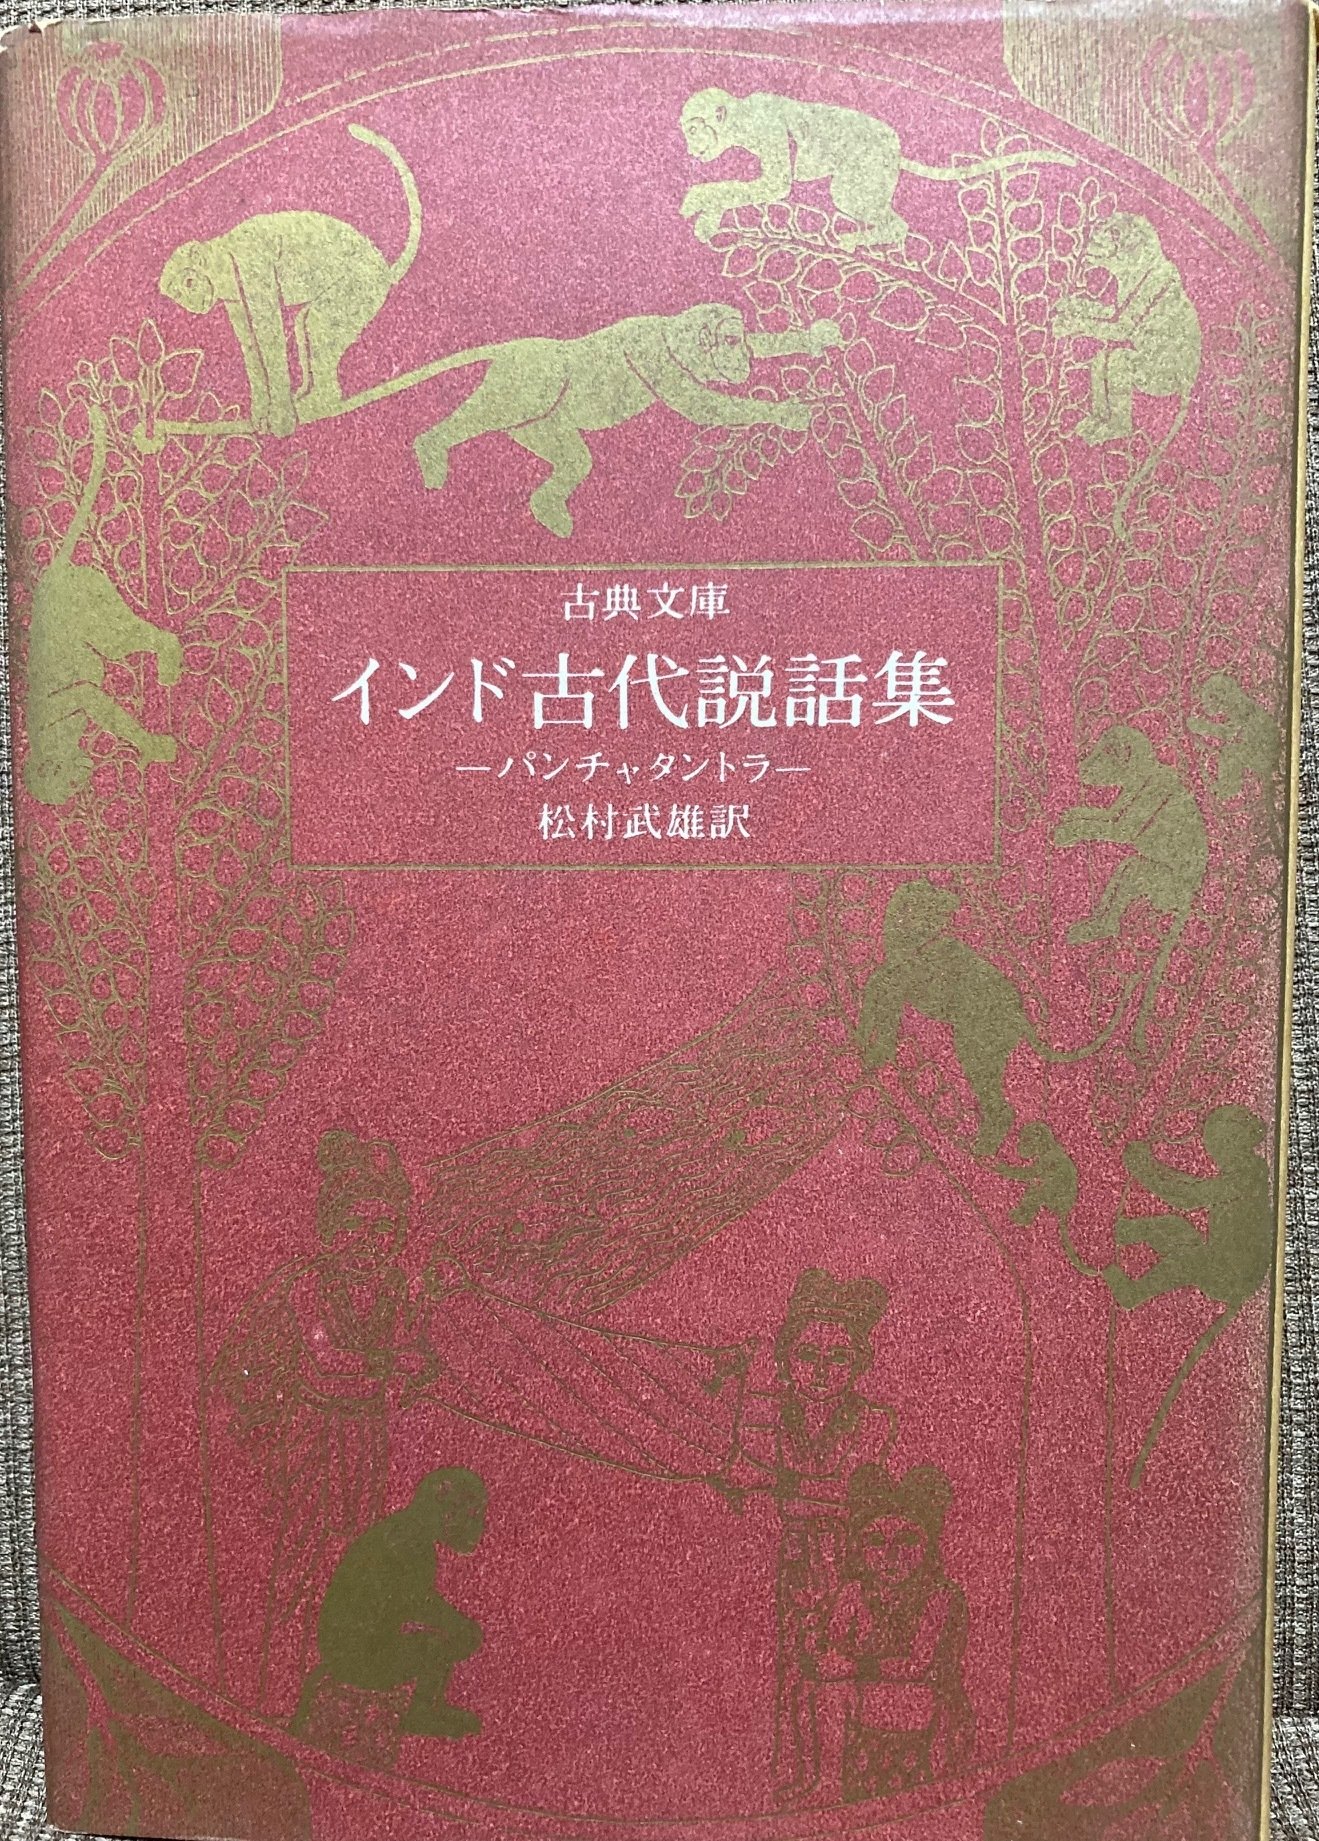 古典文庫
インド古代説話集
—パンチャタントラ—
松村武雄訳